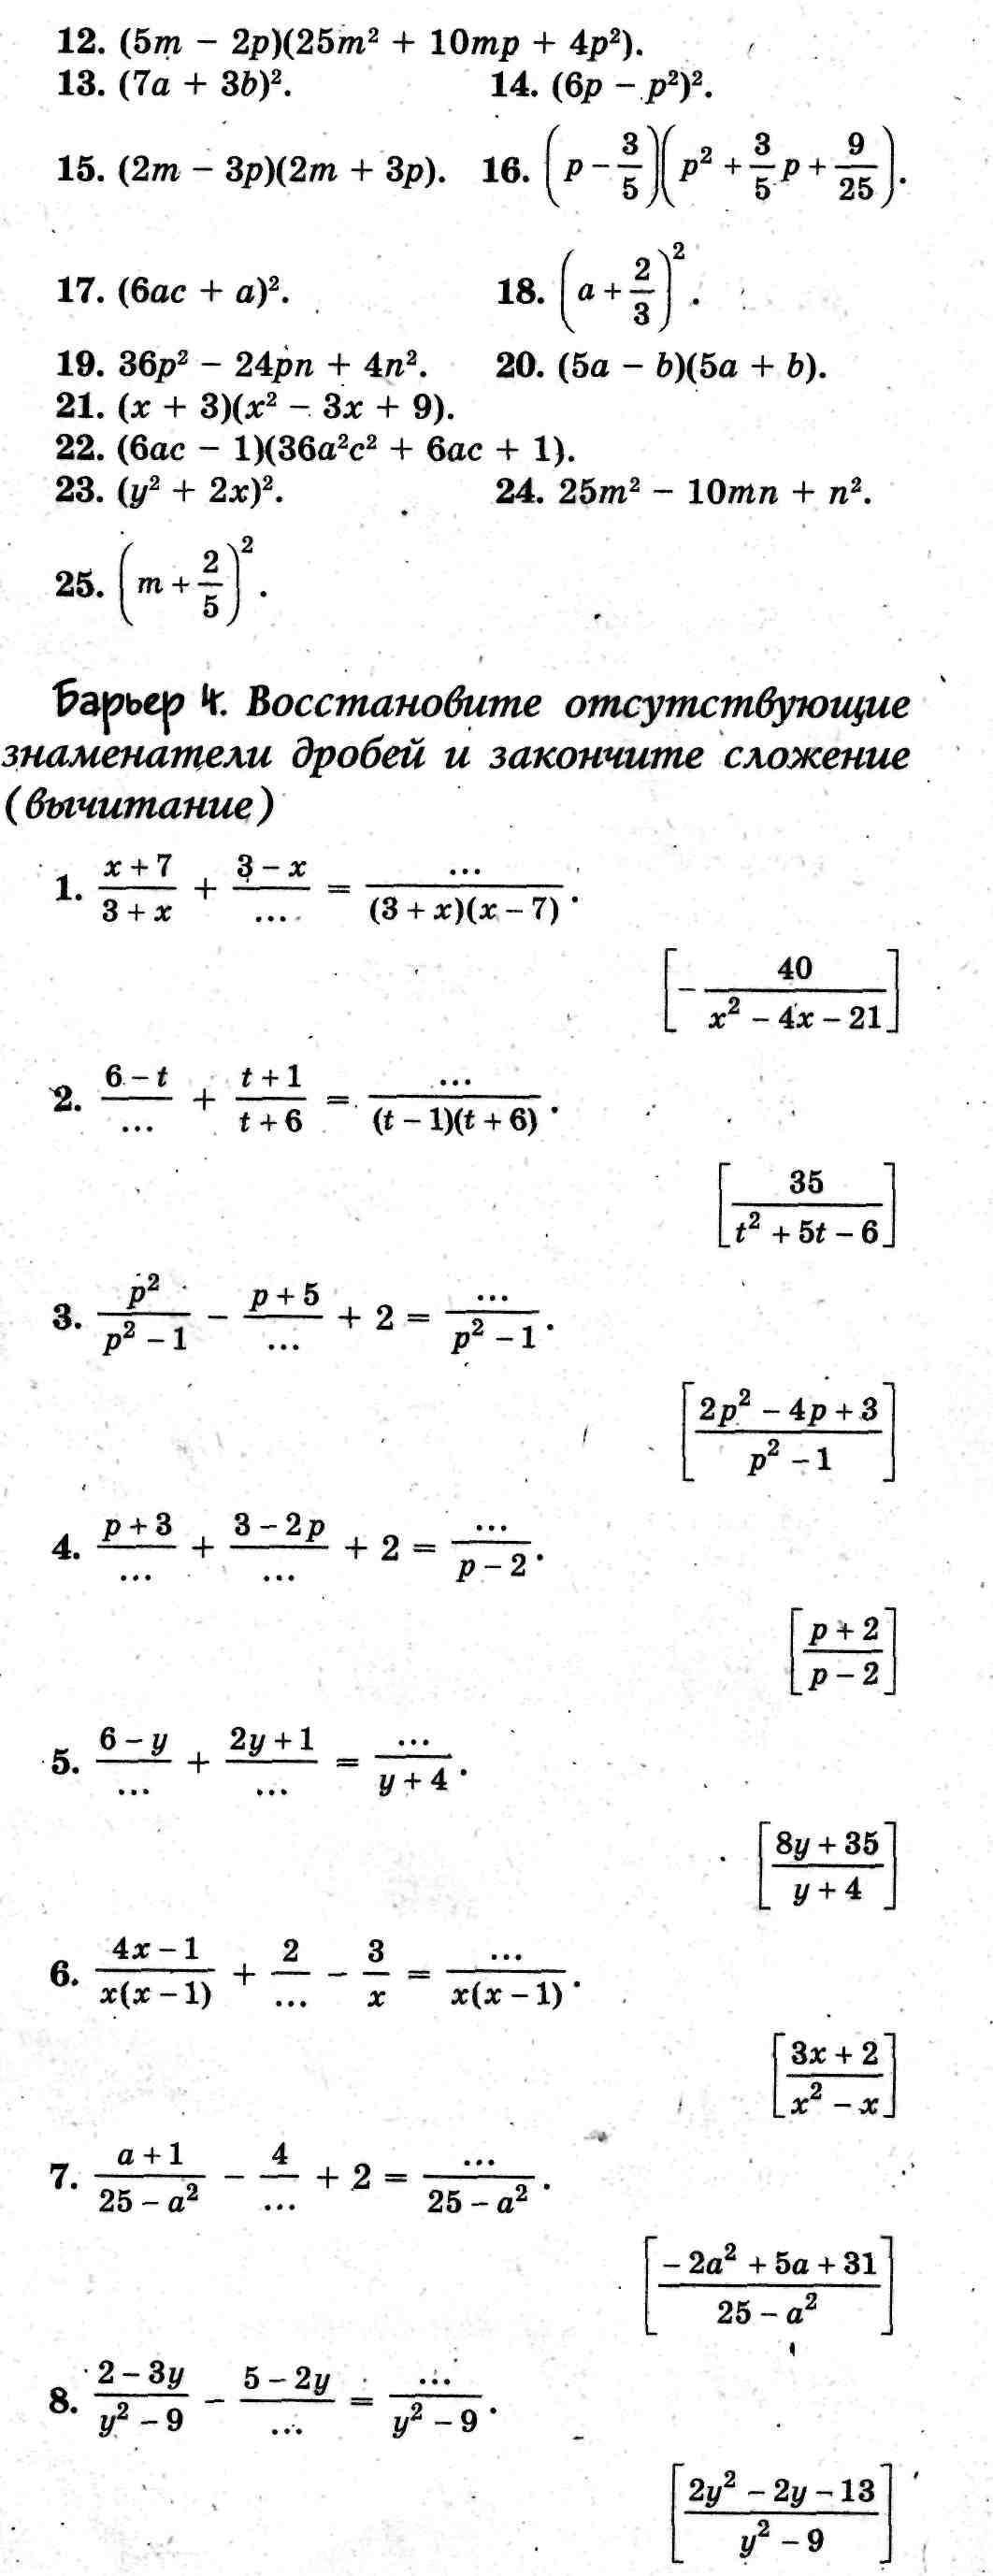 12. (5m − 2p)(25m² + 10mp + 4p²).
13. (7a + 3b)². 14. (6p − p²)².
15. (2m − 3p)(2m + 3p). 16. (p − 3/5)(p² + 3/5 p + 9/25).
17. (6ac + a)². 18. (a + 2/3)².
19. 36p² − 24pn + 4n². 20. (5a − b)(5a + b).
21. (x + 3)(x² − 3x + 9).
22. (6ac − 1)(36a²c² + 6ac + 1).
23. (y² + 2x)². 24. 25m² − 10mn + n².
25. (m + 2/5)².
Барьер 4. Восстановите отсутствующие
знаменатели дробей и закончите сложение
(вычитание)
1. (x + 7)/(3 + x) + (3 − x)/... = .../((3 + x)(x − 7)).
[− 40/(x² − 4x − 21)]
2. (6 − t)/... + (t + 1)/(t + 6) = .../((t − 1)(t + 6)).
[35/(t² + 5t − 6)]
3. p²/(p² − 1) − (p + 5)/... + 2 = .../(p² − 1).
[(2p² − 4p + 3)/(p² − 1)]
4. (p + 3)/... + (3 − 2p)/... + 2 = .../(p − 2).
[(p + 2)/(p − 2)]
5. (6 − y)/... + (2y + 1)/... = .../(y + 4).
[(8y + 35)/(y + 4)]
6. (4x − 1)/(x(x − 1)) + 2/... − 3/x = .../(x(x − 1)).
[(3x + 2)/(x² − x)]
7. (a + 1)/(25 − a²) − 4/... + 2 = .../(25 − a²).
[(− 2a² + 5a + 31)/(25 − a²)]
8. (2 − 3y)/(y² − 9) − (5 − 2y)/... = .../(y² − 9).
[(2y² − 2y − 13)/(y² − 9)]